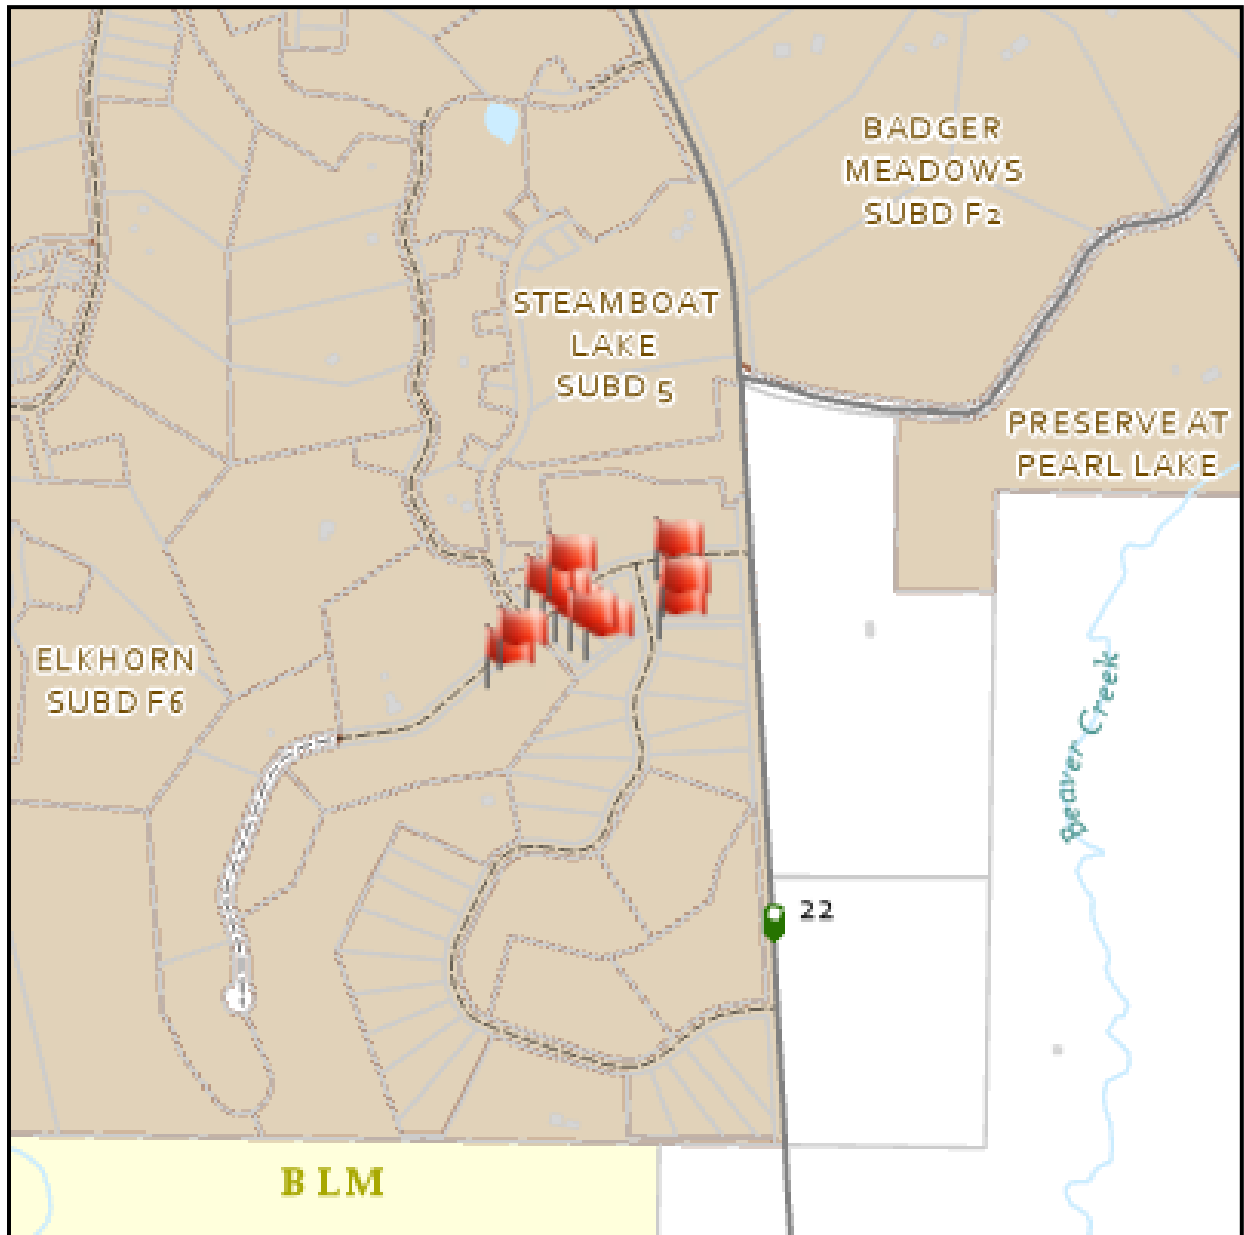 BADGER
MEADOWS
SUBD F2
STEAMBOAT
LAKE
SUBD 5
PRESERVE AT
PEARL LAKE
ELKHORN
SUBD F6
Beaver Creek
22
BLM